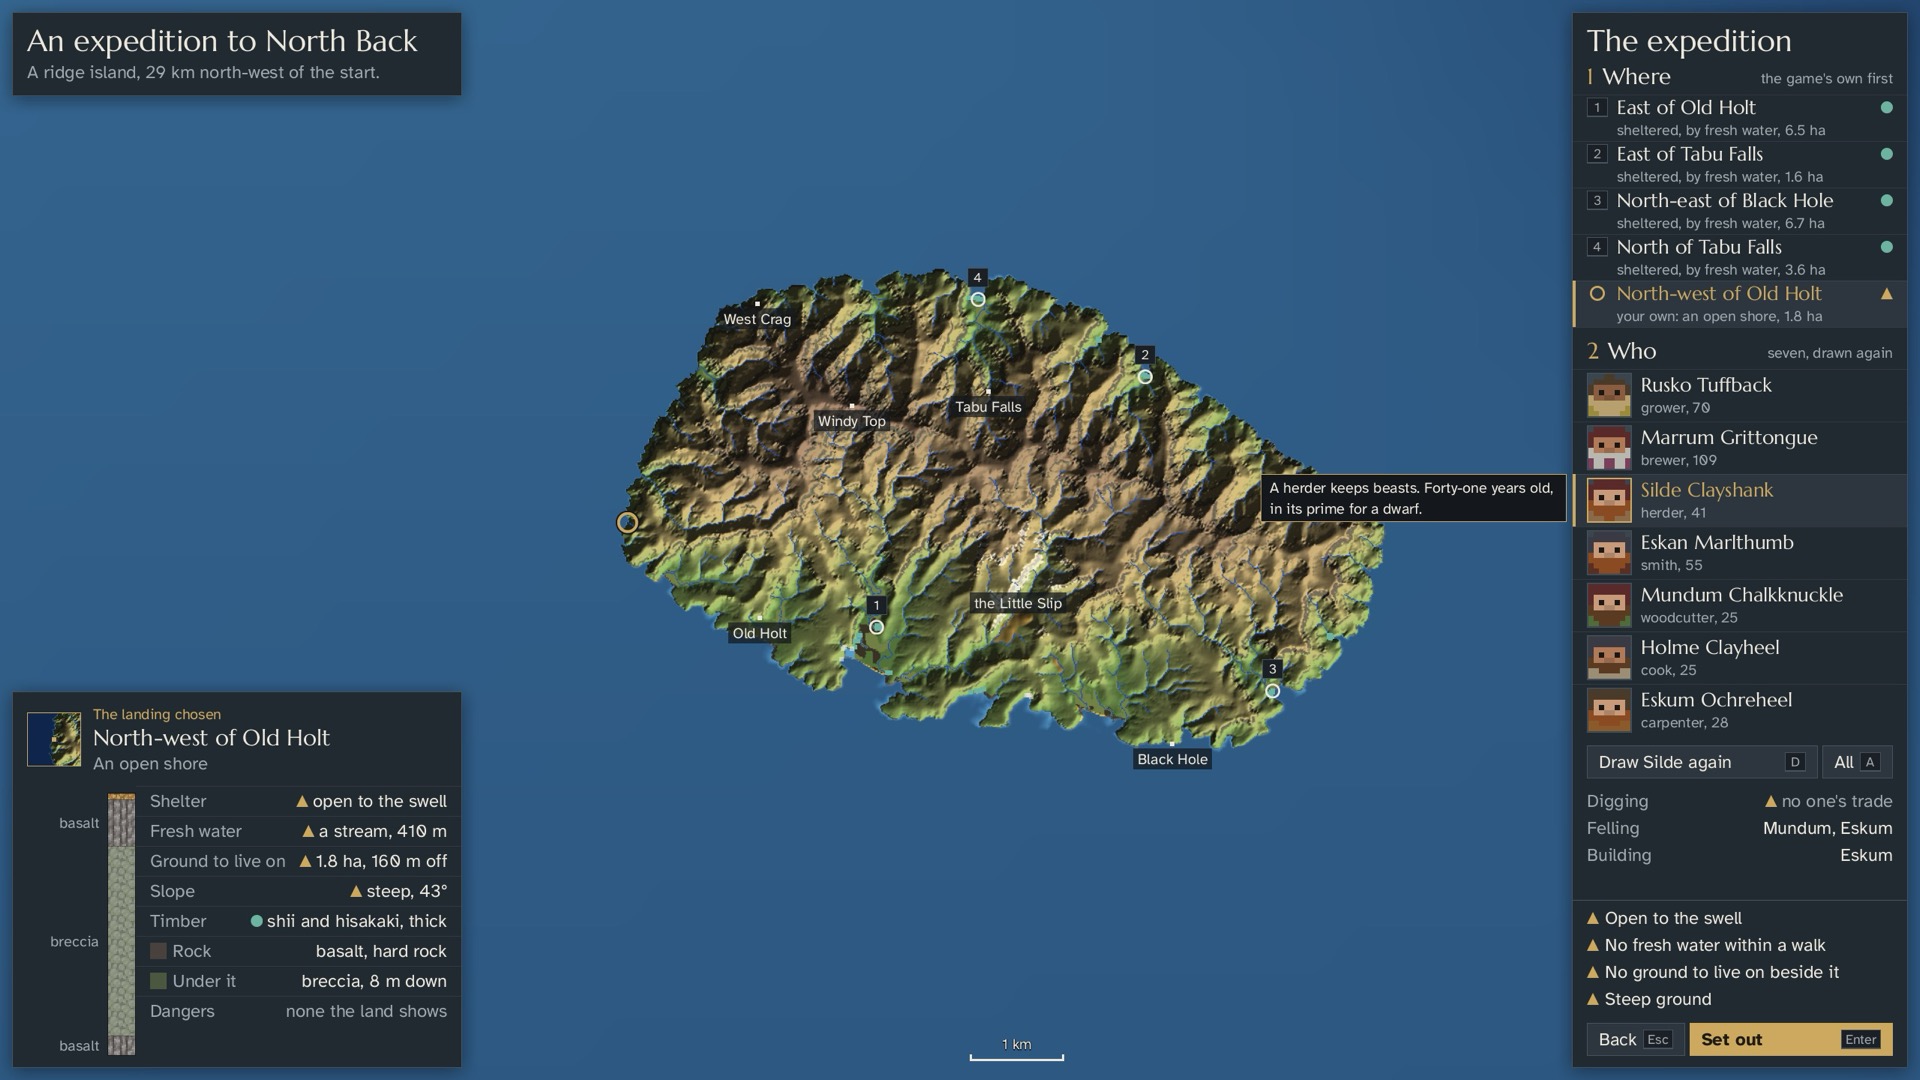 An expedition to North Back
A ridge island, 29 km north-west of the start.
The expedition
1 Where
the game's own first
1 East of Old Holt
sheltered, by fresh water, 6.5 ha
2 East of Tabu Falls
sheltered, by fresh water, 1.6 ha
3 North-east of Black Hole
sheltered, by fresh water, 6.7 ha
4 North of Tabu Falls
sheltered, by fresh water, 3.6 ha
North-west of Old Holt
your own: an open shore, 1.8 ha
2 Who
seven, drawn again
Rusko Tuffback
grower, 70
Marrum Grittongue
brewer, 109
Silde Clayshank
herder, 41
Eskan Marlthumb
smith, 55
Mundum Chalkknuckle
woodcutter, 25
Holme Clayheel
cook, 25
Eskum Ochreheel
carpenter, 28
Draw Silde again D
All A
Digging no one's trade
Felling Mundum, Eskum
Building Eskum
Open to the swell
No fresh water within a walk
No ground to live on beside it
Steep ground
Back Esc
Set out Enter
4
West Crag
2
Windy Top
Tabu Falls
A herder keeps beasts. Forty-one years old,
in its prime for a dwarf.
1
the Little Slip
Old Holt
3
Black Hole
1 km
The landing chosen
North-west of Old Holt
An open shore
basalt
breccia
basalt
Shelter open to the swell
Fresh water a stream, 410 m
Ground to live on 1.8 ha, 160 m off
Slope steep, 43°
Timber shii and hisakaki, thick
Rock basalt, hard rock
Under it breccia, 8 m down
Dangers none the land shows